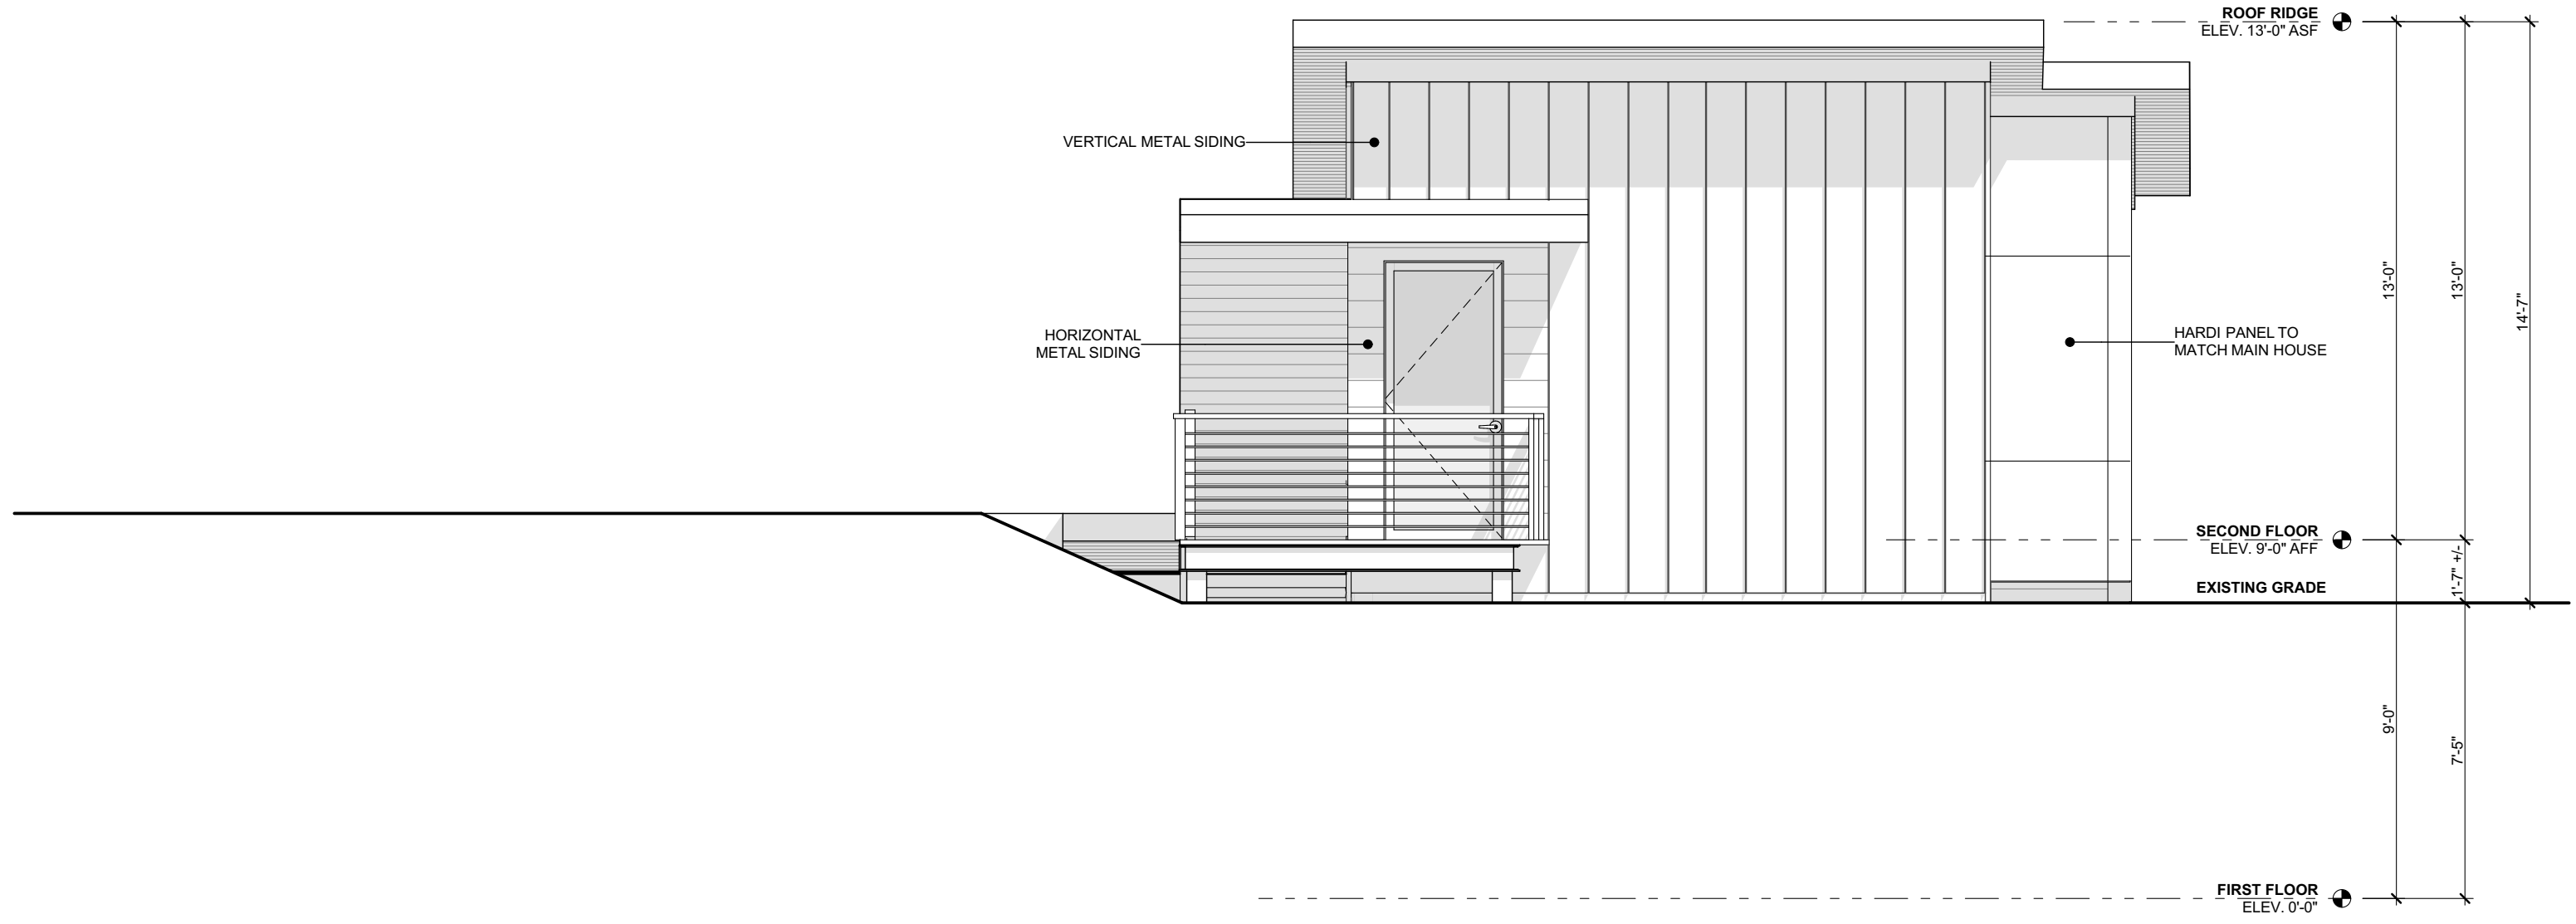 ROOF RIDGE
ELEV. 13'-0" ASF
VERTICAL METAL SIDING
HORIZONTAL
METAL SIDING
HARDI PANEL TO
MATCH MAIN HOUSE
13'-0"
13'-0"
14'-7"
SECOND FLOOR
ELEV. 9'-0" AFF
1'-7" +/-
EXISTING GRADE
9'-0"
7'-5"
FIRST FLOOR
ELEV. 0'-0"